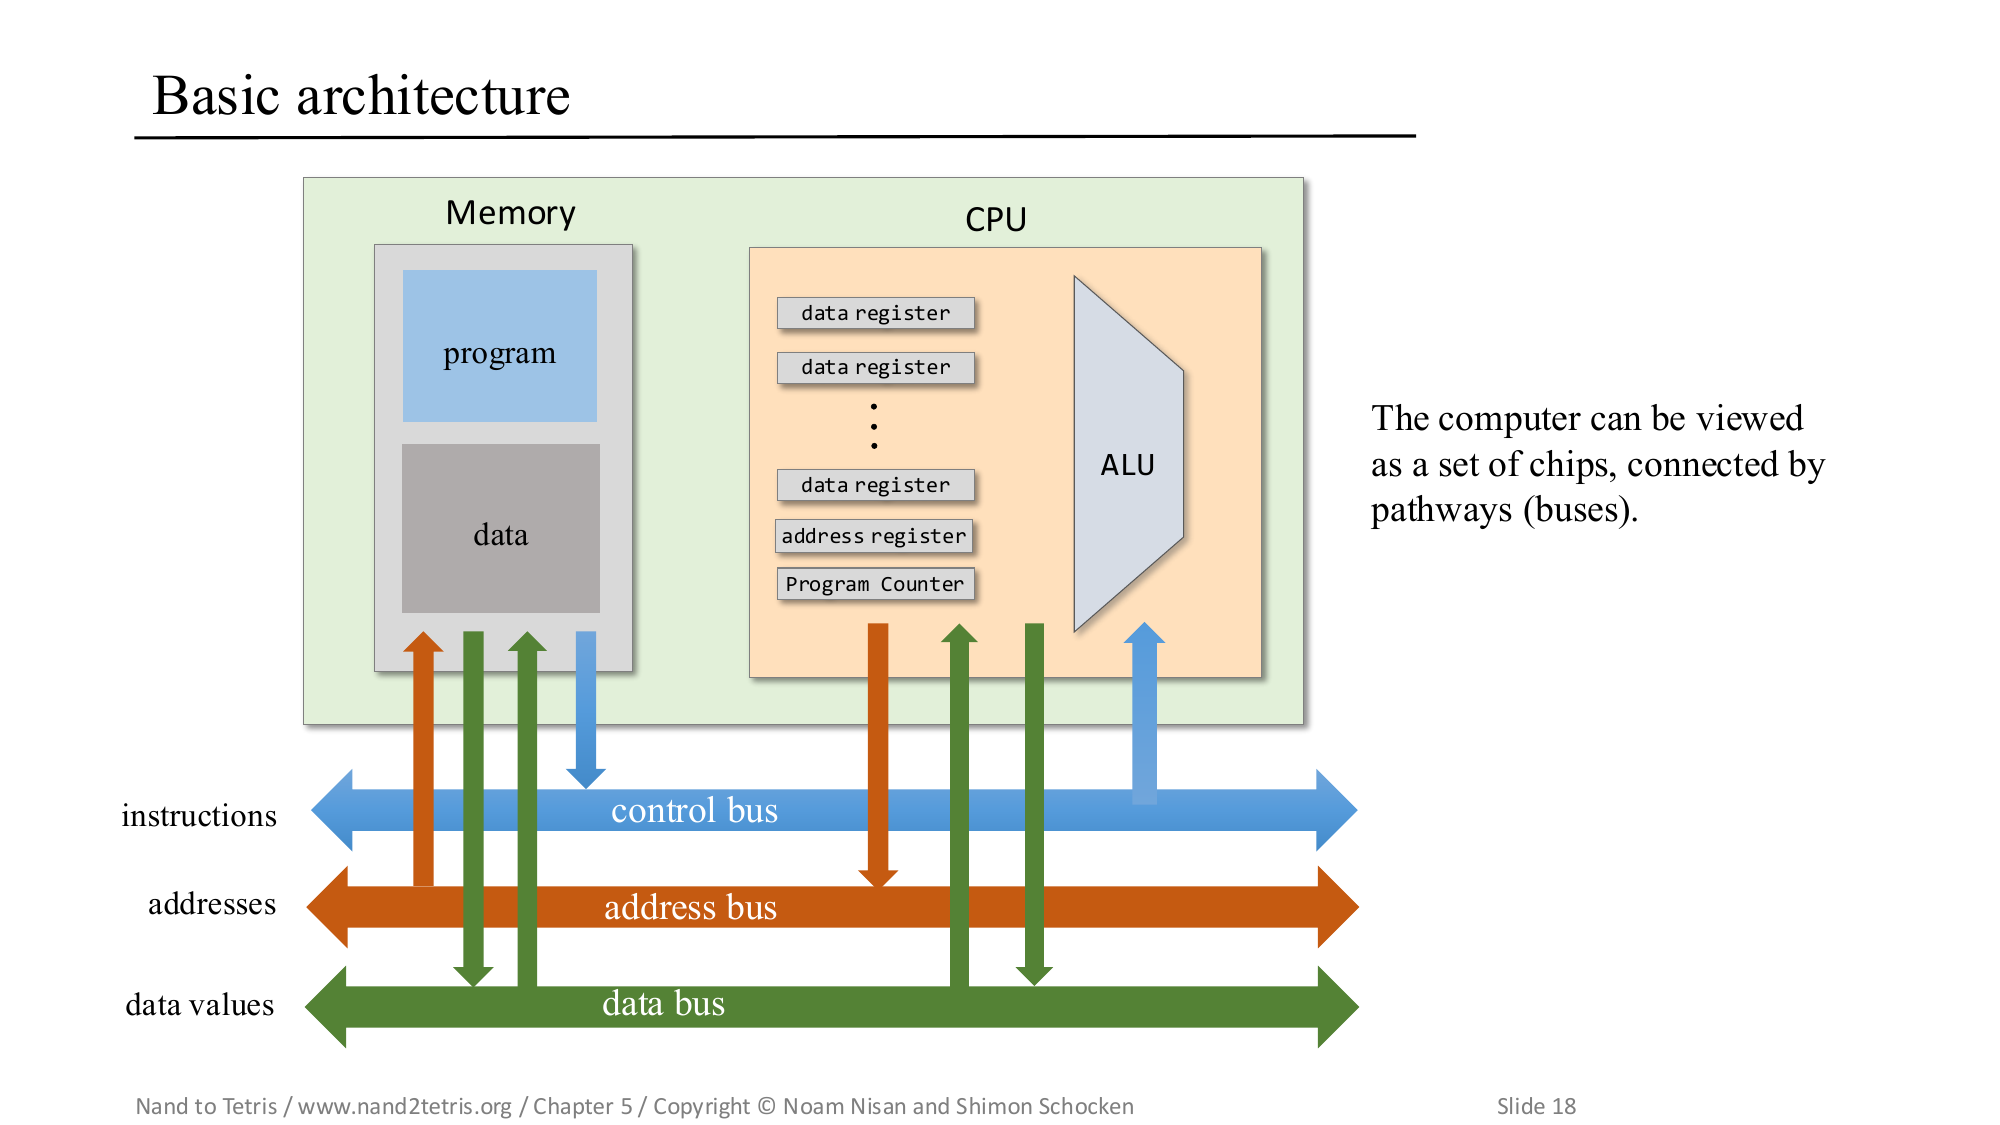 Basic architecture
Memory
CPU
program
data
data register
data register
data register
address register
Program Counter
ALU
The computer can be viewed
as a set of chips, connected by
pathways (buses).
instructions
control bus
addresses
address bus
data values
data bus
Nand to Tetris / www.nand2tetris.org / Chapter 5 / Copyright © Noam Nisan and Shimon Schocken
Slide 18